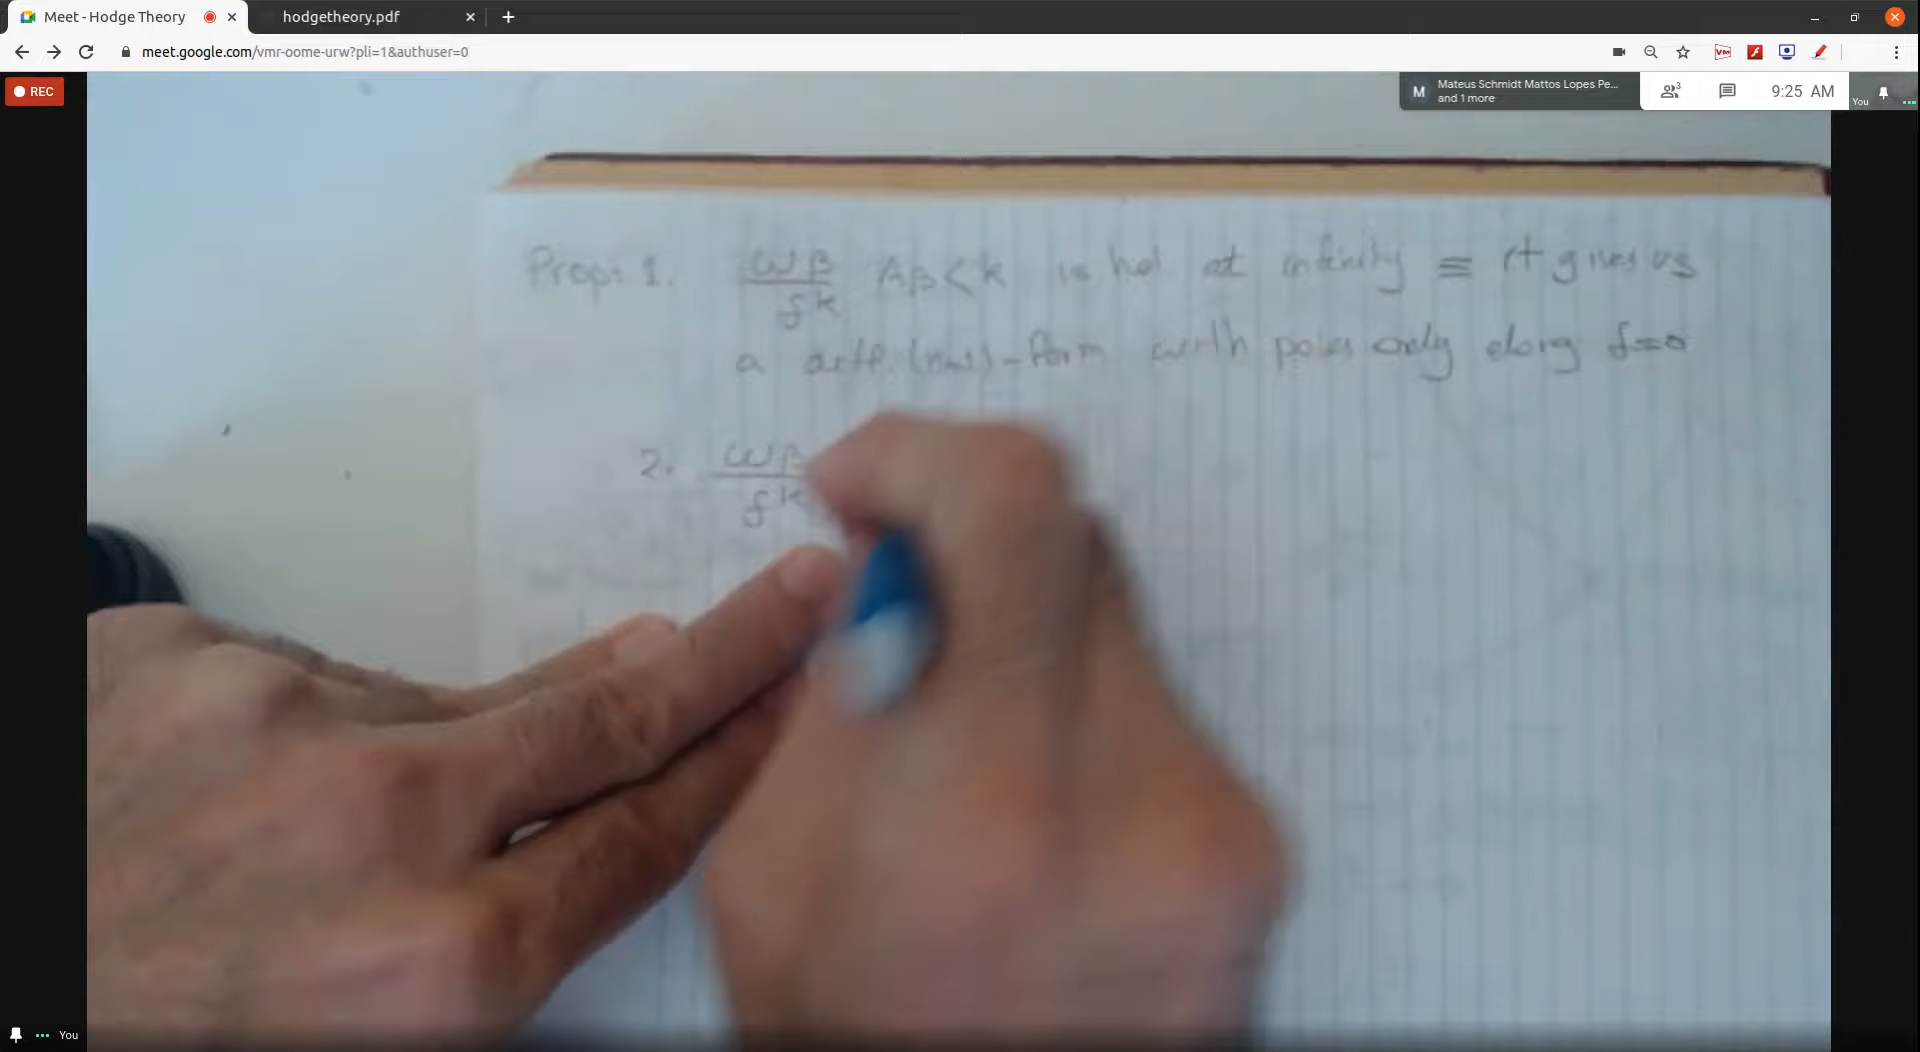 Meet - Hodge Theory
hodgetheory.pdf
meet.google.com/vmr-oome-urw?pli=1&authuser=0
REC
M
Mateus Schmidt Mattos Lopes Pe...
and 1 more
3
9:25 AM
You
Prop: 1. ωβ/f^k Aβ<k is hol at infinity ≡ it gives us
a form with poles only along f=0
2. ωβ/f^k
You